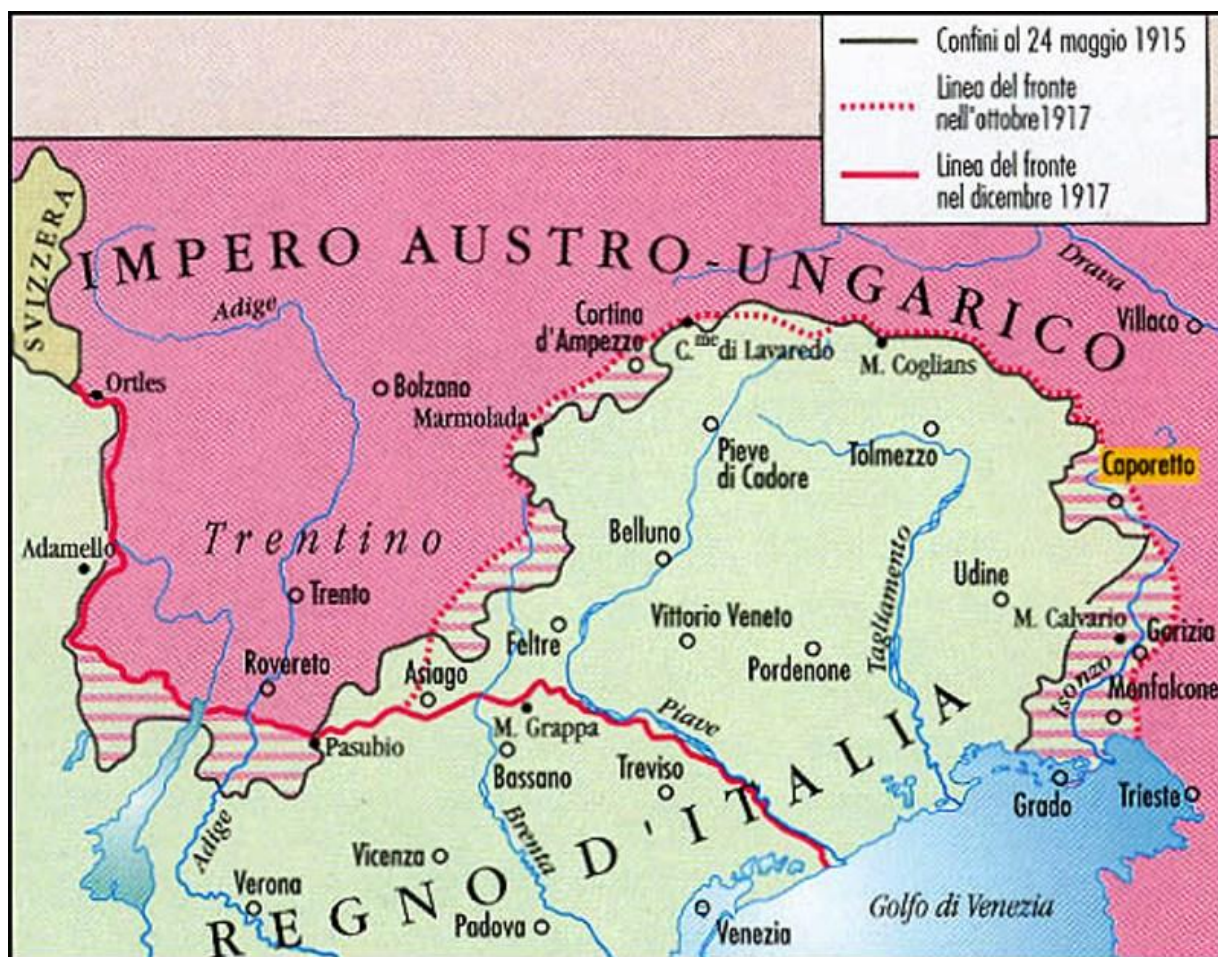 Confini al 24 maggio 1915
Linea del fronte
nell'ottobre 1917
Linea del fronte
nel dicembre 1917
SVIZZERA
IMPERO AUSTRO-UNGARICO
Drava
Adige
Villaco
Cortina
d'Ampezzo
C.me di Lavaredo
M. Coglians
Ortles
Bolzano
Marmolada
Pieve
di Cadore
Tolmezzo
Caporetto
Trentino
Adamello
Belluno
Tagliamento
Udine
Trento
Feltre
Vittorio Veneto
Pordenone
M. Calvario
Gorizia
Rovereto
Asiago
Isonzo
Monfalcone
Pasubio
M. Grappa
Piave
Bassano
Treviso
Grado
Trieste
Adige
Vicenza
Brenta
REGNO D'ITALIA
Verona
Padova
Venezia
Golfo di Venezia